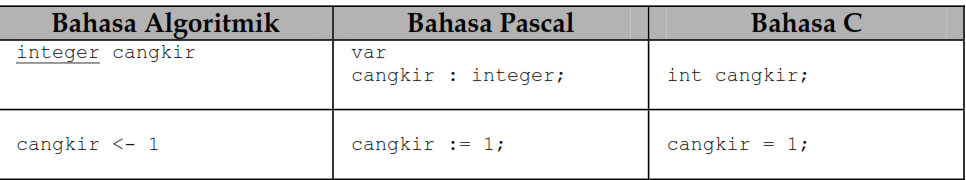 Bahasa Algoritmik Bahasa Pascal Bahasa C
integer cangkir
var
cangkir : integer;
int cangkir;
cangkir <- 1
cangkir := 1;
cangkir = 1;